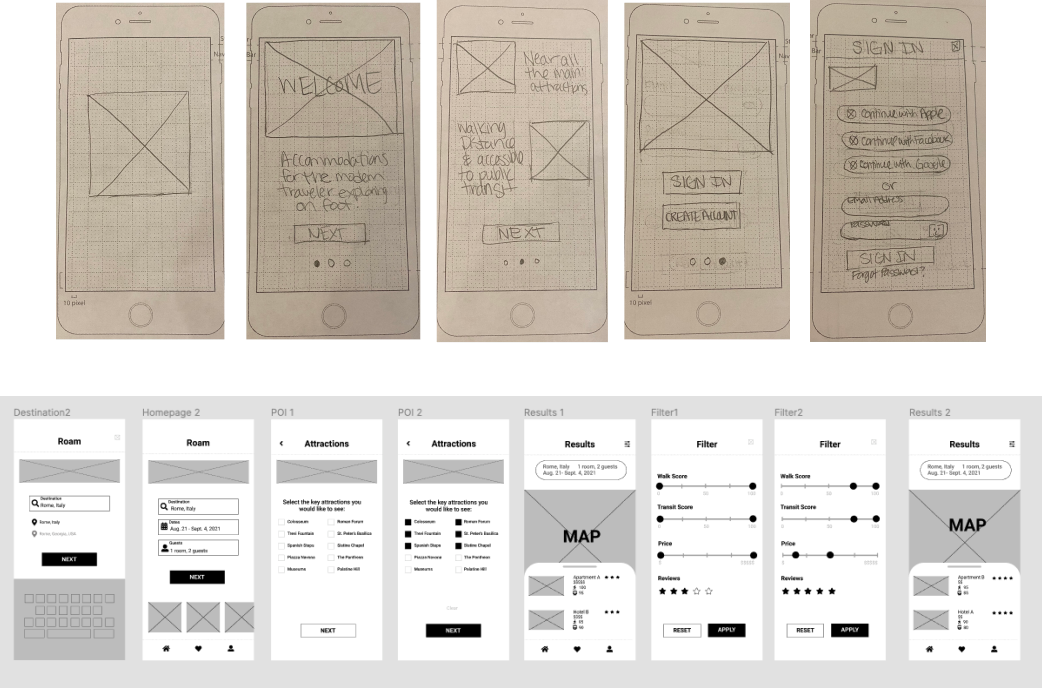 10 pixel
WELCOME
Accommodations
for the modern
traveler exploring
on foot.
NEXT
Near all
the main
attractions
Walking
Distance
& accessible
to public
transit
NEXT
SIGN IN
CREATE ACCOUNT
SIGN IN
Continue with Apple
Continue with Facebook
Continue with Google
or
Email Address
Password
SIGN IN
Forgot Password?
10 pixel
10 pixel
Destination2
Roam
Destination
Rome, Italy
Rome, Italy
Rome, Georgia, USA
NEXT
Homepage 2
Roam
Destination
Rome, Italy
Dates
Aug. 21 - Sept. 4, 2021
Guests
1 room, 2 guests
NEXT
POI 1
Attractions
Select the key attractions you
would like to see:
Colosseum Roman Forum
Trevi Fountain St. Peter's Basilica
Spanish Steps Sistine Chapel
Piazza Navona The Pantheon
Museums Palatine Hill
NEXT
POI 2
Attractions
Select the key attractions you
would like to see:
Colosseum Roman Forum
Trevi Fountain St. Peter's Basilica
Spanish Steps Sistine Chapel
Piazza Navona The Pantheon
Museums Palatine Hill
Clear
NEXT
Results 1
Results
Rome, Italy 1 room, 2 guests
Aug. 21- Sept. 4, 2021
MAP
Apartment A
$$$$
100
95
Hotel B
$$$
Filter1
Filter
Walk Score
0 50 100
Transit Score
0 50 100
Price
Reviews
RESET APPLY
Filter2
Filter
Walk Score
0 50 100
Transit Score
0 50 100
Price
Reviews
RESET APPLY
Results 2
Results
Rome, Italy 1 room, 2 guests
Aug. 21- Sept. 4, 2021
MAP
Apartment B
$$
Hotel A
$$
90